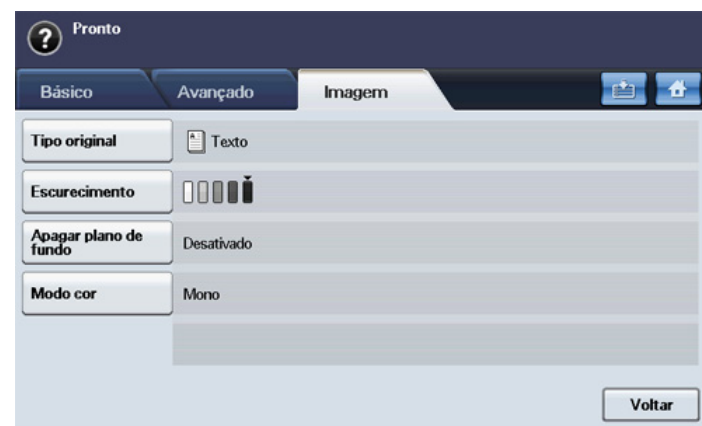 Pronto
Básico Avançado Imagem
Tipo original Texto
Escurecimento
Apagar plano de
fundo Desativado
Modo cor Mono
Voltar